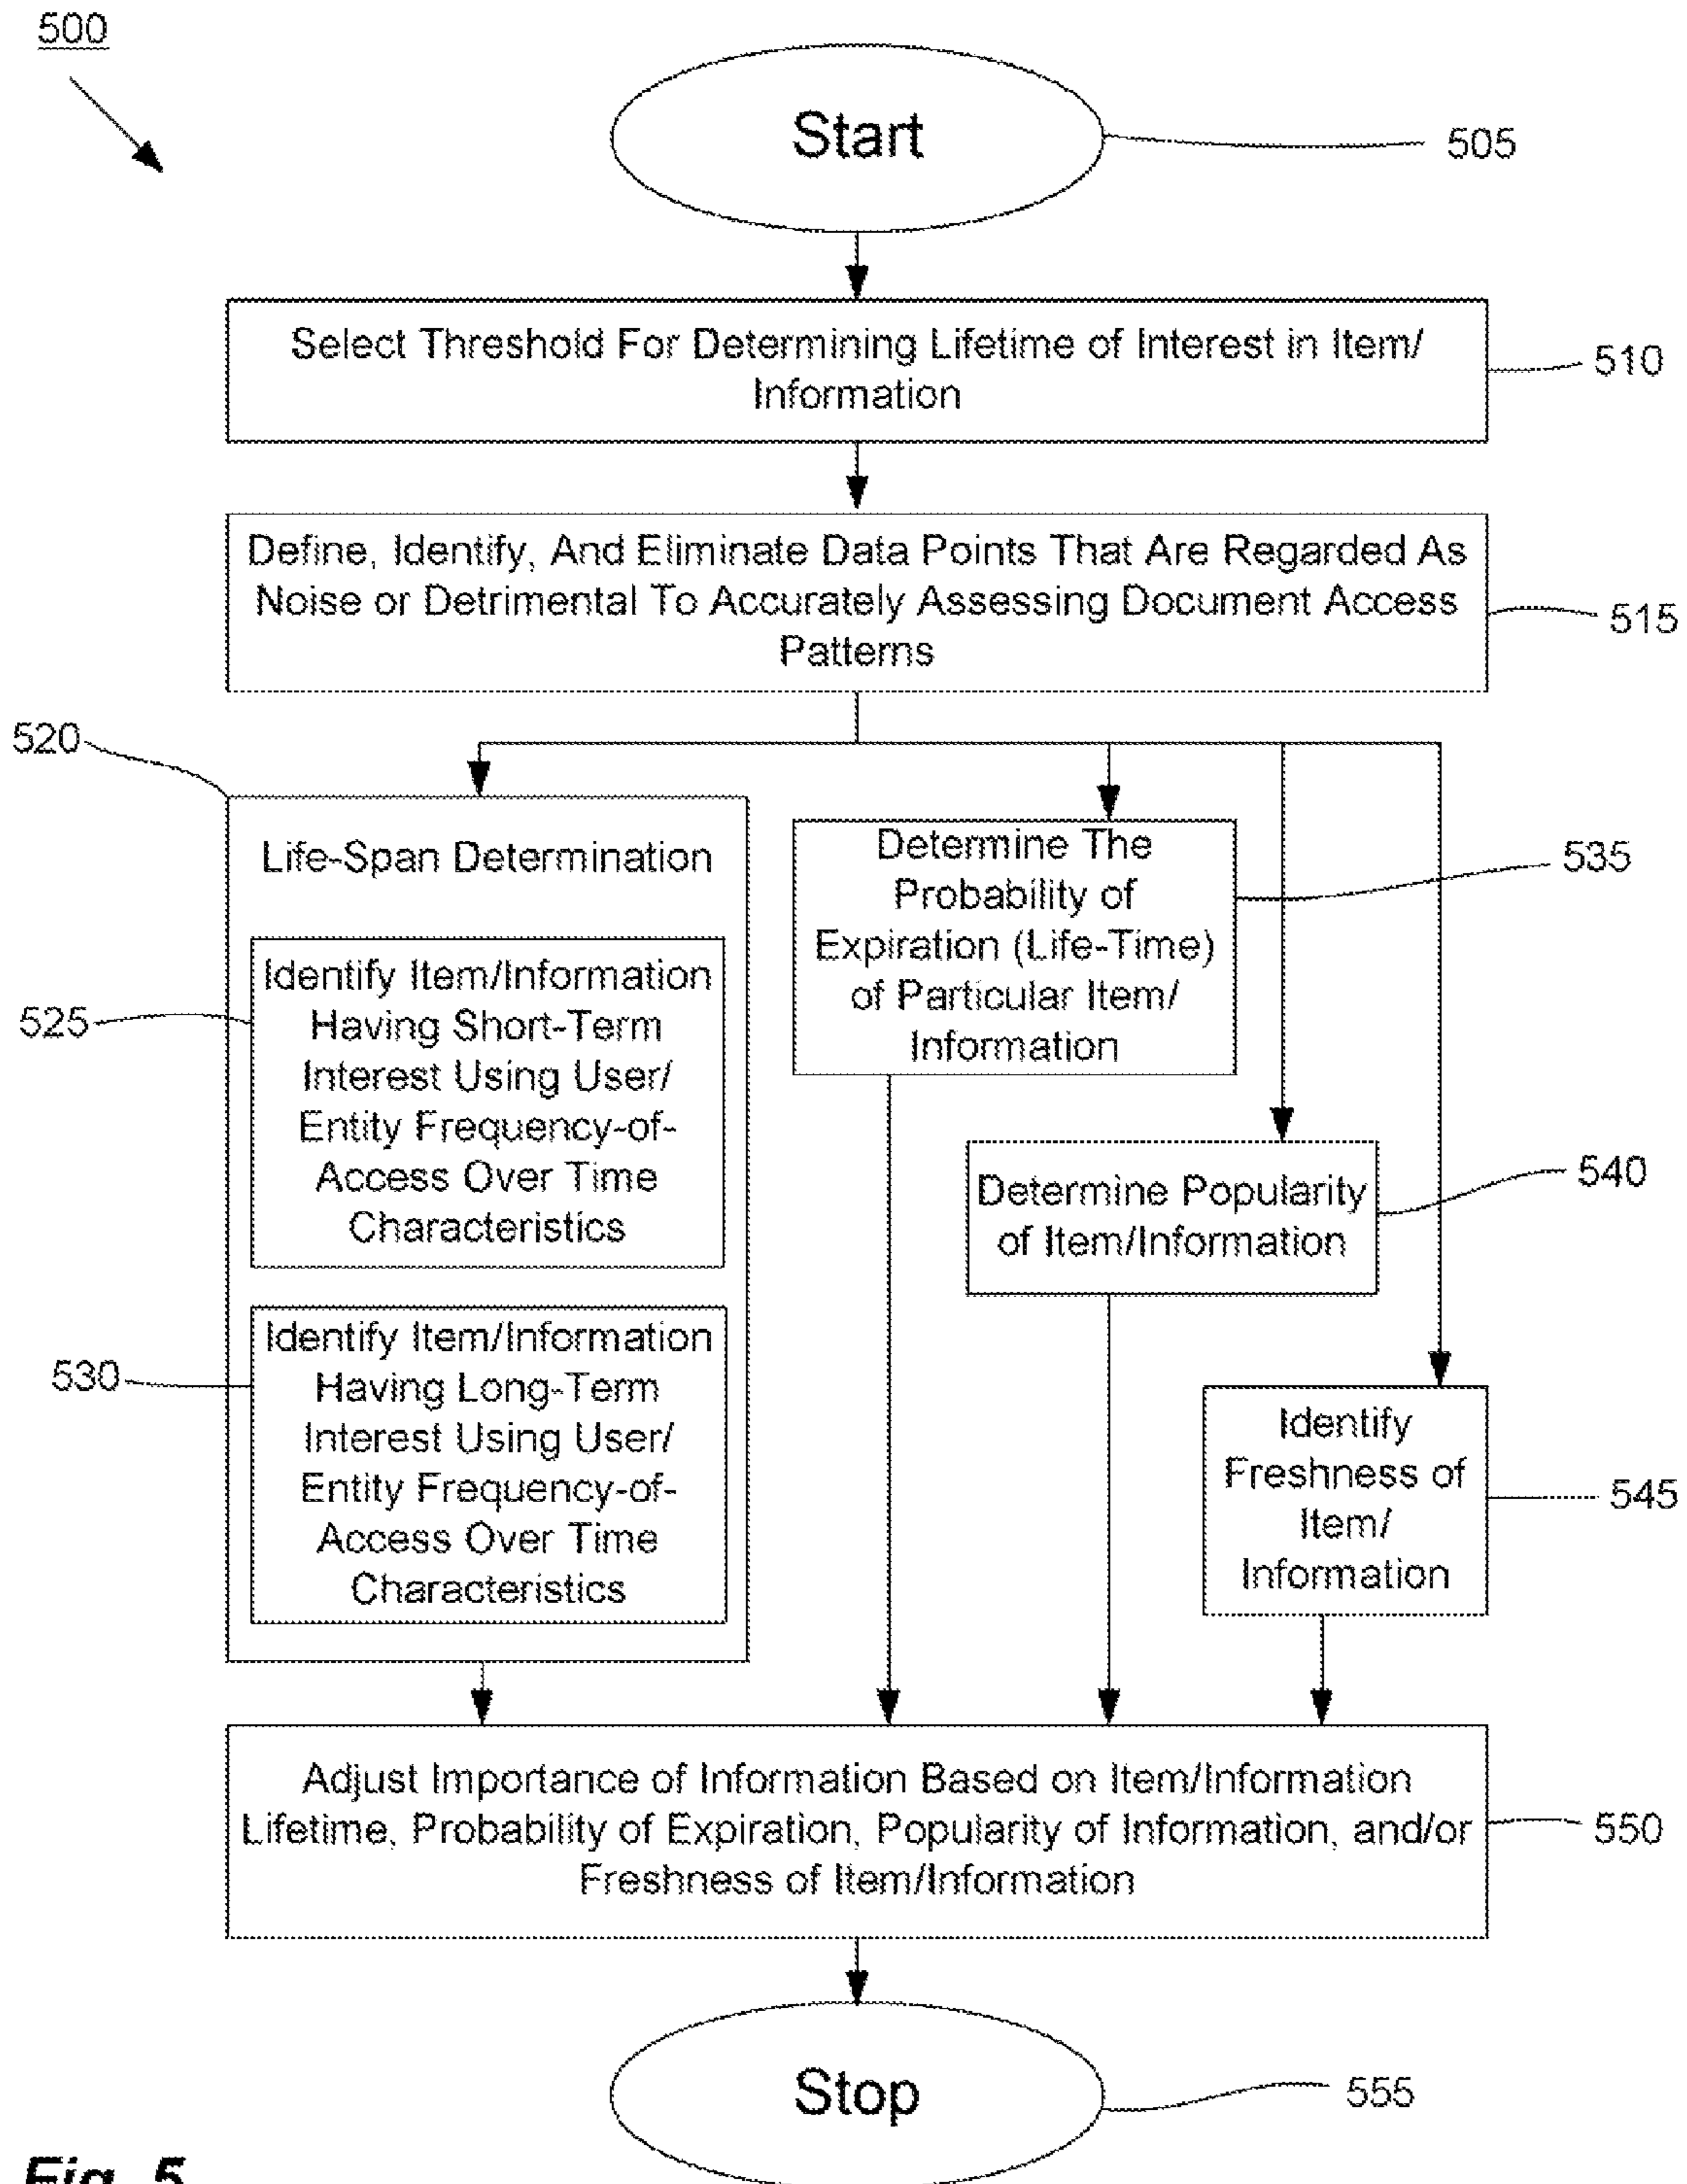 500
Start
505
Select Threshold For Determining Lifetime of Interest in Item/
Information
510
Define, Identify, And Eliminate Data Points That Are Regarded As
Noise or Detrimental To Accurately Assessing Document Access
Patterns
515
520
Life-Span Determination
525
Identify Item/Information
Having Short-Term
Interest Using User/
Entity Frequency-of-
Access Over Time
Characteristics
530
Identify Item/Information
Having Long-Term
Interest Using User/
Entity Frequency-of-
Access Over Time
Characteristics
Determine The
Probability of
Expiration (Life-Time)
of Particular Item/
Information
535
Determine Popularity
of Item/Information
540
Identify
Freshness of
Item/
Information
545
Adjust Importance of Information Based on Item/Information
Lifetime, Probability of Expiration, Popularity of Information, and/or
Freshness of Item/Information
550
Stop
555
Fig. 5